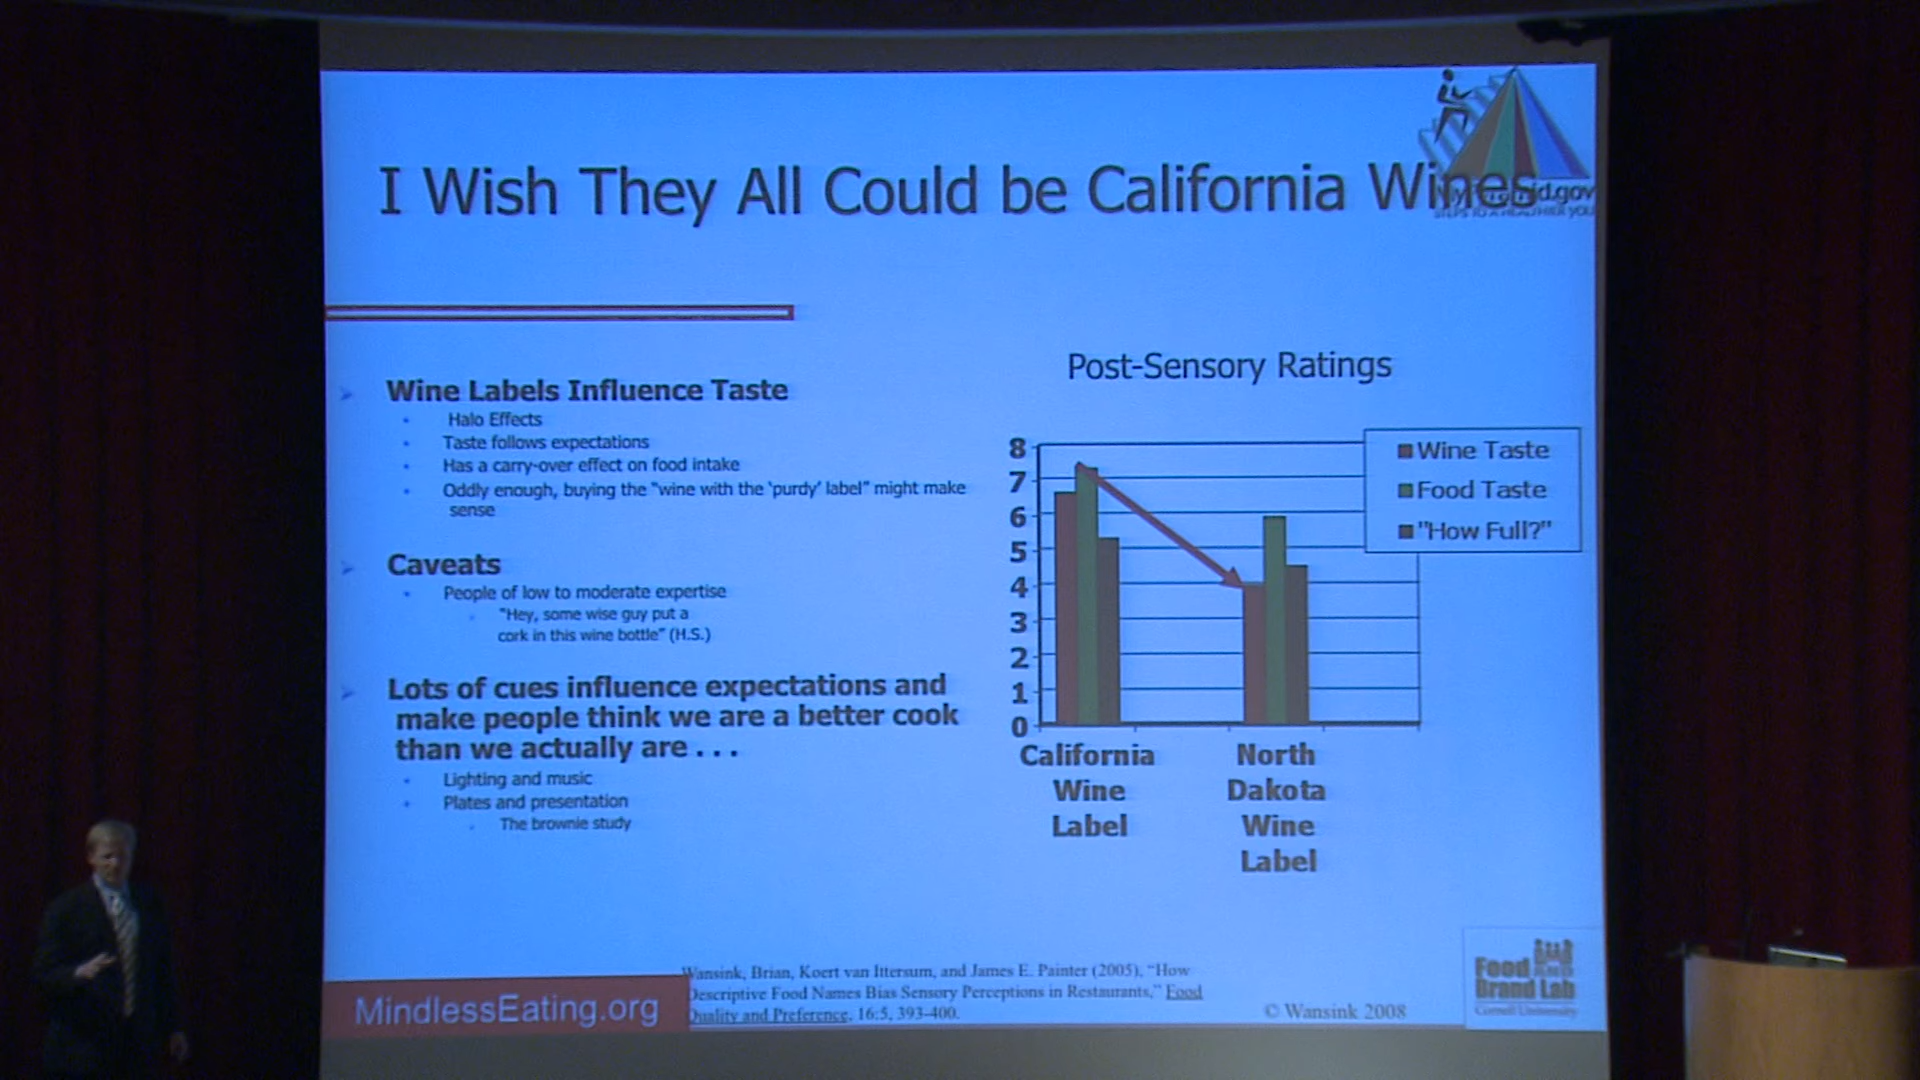 I Wish They All Could be California Wines
Wine Labels Influence Taste
Halo Effects
Taste follows expectations
Has a carry-over effect on food intake
Oddly enough, buying the "wine with the 'purdy' label" might make
sense
Caveats
People of low to moderate expertise
"Hey, some wise guy put a
cork in this wine bottle" (H.S.)
Lots of cues influence expectations and
make people think we are a better cook
than we actually are . . .
Lighting and music
Plates and presentation
The brownie study
Post-Sensory Ratings
8
7
6
5
4
3
2
1
0
Wine Taste
Food Taste
"How Full?"
California
Wine
Label
North
Dakota
Wine
Label
MindlessEating.org
Wansink, Brian, Koert van Ittersum, and James E. Painter (2005), "How
Descriptive Food Names Bias Sensory Perceptions in Restaurants," Food
Quality and Preference, 16:5, 393-400.
© Wansink 2008
Food AND
Brand Lab
Cornell University